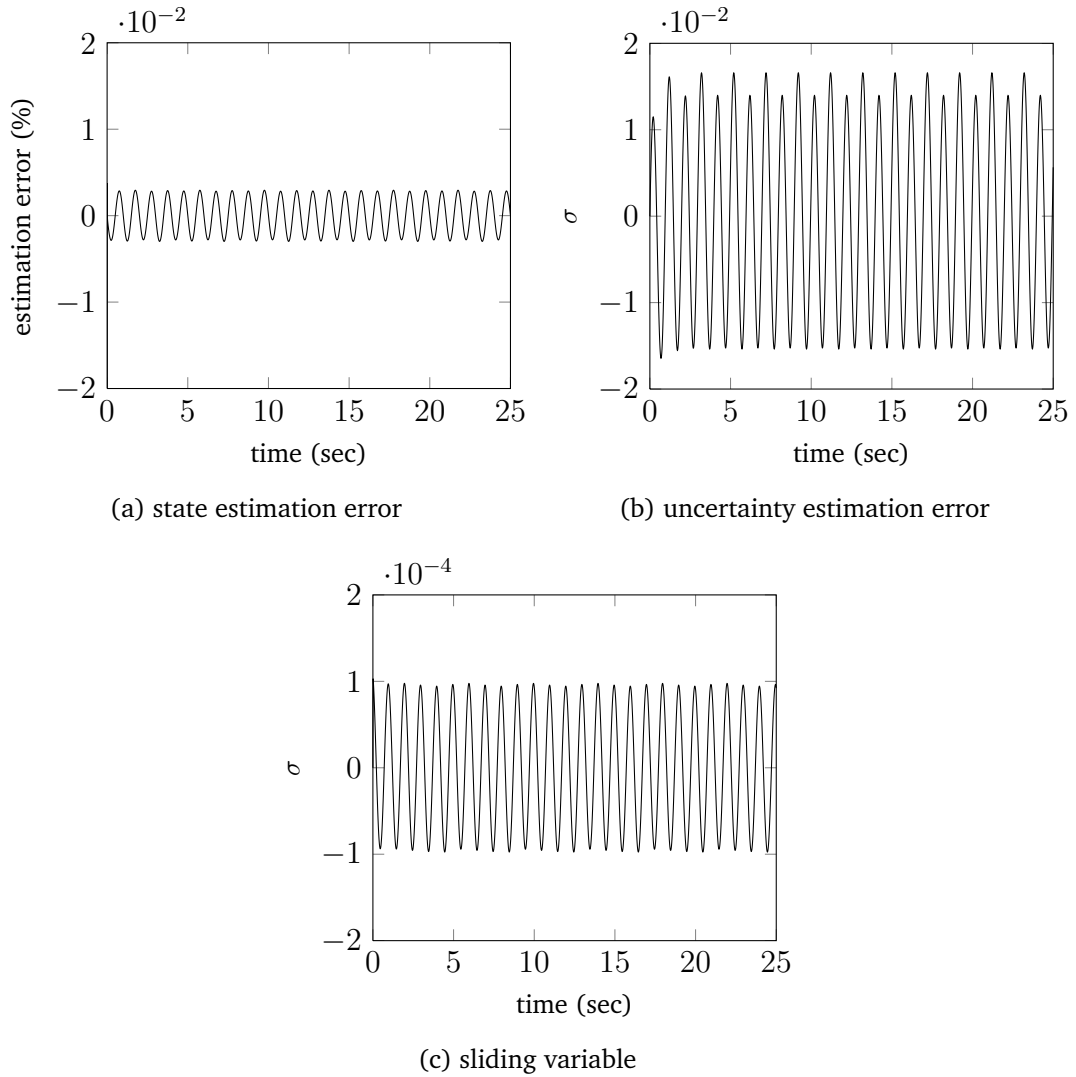 ·10−2
2
1
0
−1
−2
estimation error (%)
0 5 10 15 20 25
time (sec)
(a) state estimation error
·10−2
2
1
0
−1
−2
σ
0 5 10 15 20 25
time (sec)
(b) uncertainty estimation error
·10−4
2
1
0
−1
−2
σ
0 5 10 15 20 25
time (sec)
(c) sliding variable